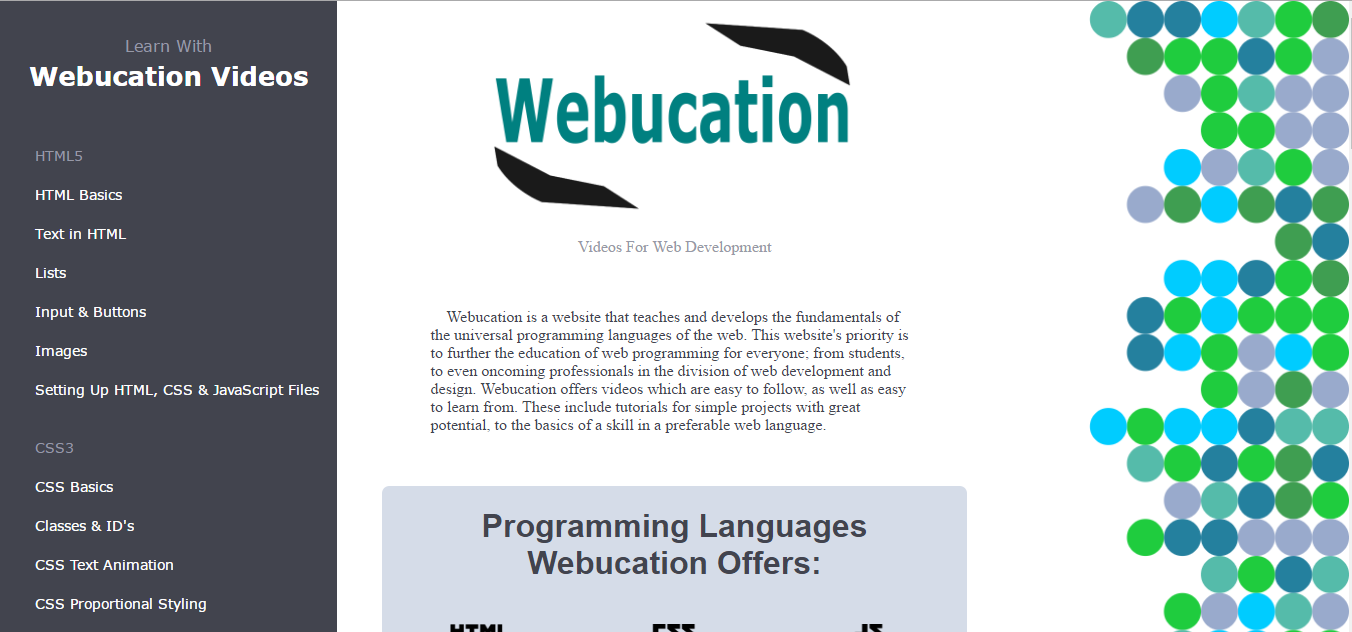 Learn With
Webucation Videos
HTML5
HTML Basics
Text in HTML
Lists
Input & Buttons
Images
Setting Up HTML, CSS & JavaScript Files
CSS3
CSS Basics
Classes & ID's
CSS Text Animation
CSS Proportional Styling
Webucation
Videos For Web Development
Webucation is a website that teaches and develops the fundamentals of
the universal programming languages of the web. This website's priority is
to further the education of web programming for everyone; from students,
to even oncoming professionals in the division of web development and
design. Webucation offers videos which are easy to follow, as well as easy
to learn from. These include tutorials for simple projects with great
potential, to the basics of a skill in a preferable web language.
Programming Languages
Webucation Offers:
HTML CSS JS